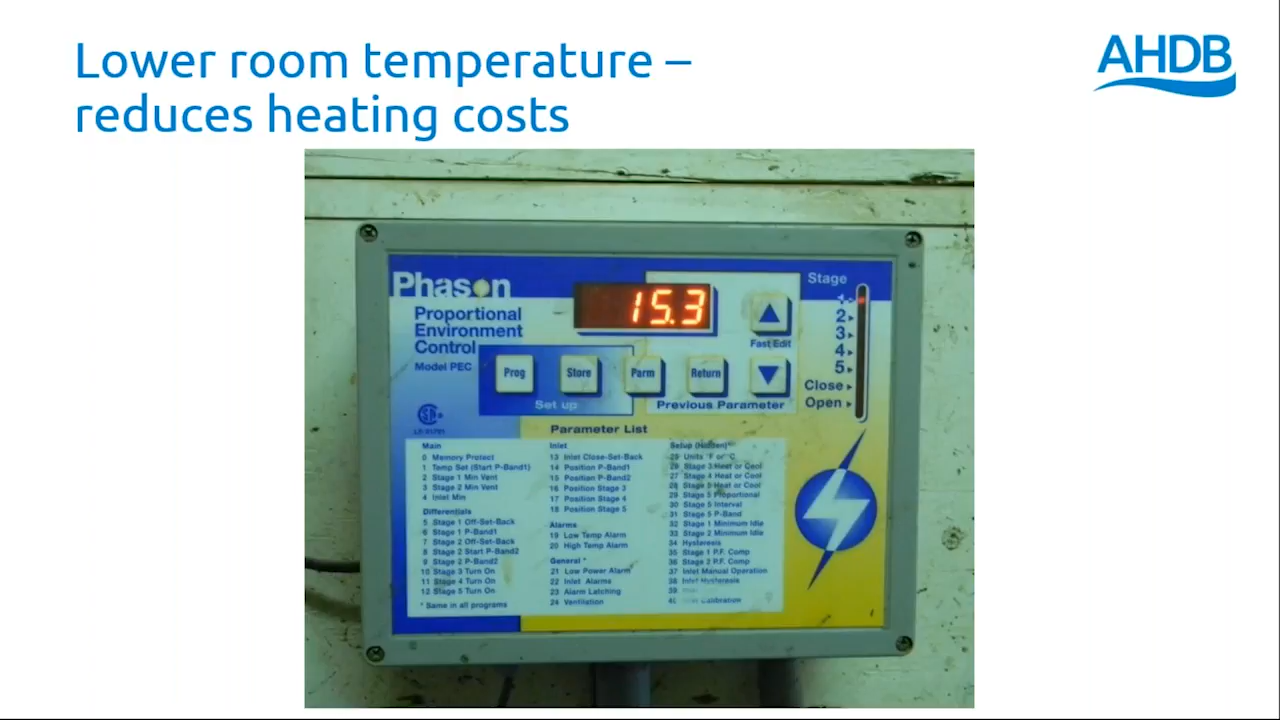 Lower room temperature –
reduces heating costs
AHDB
Phason
Proportional
Environment
Control
Model PEC
15.3
Fast Edit
Prog
Store
Parm
Return
Set up
Previous Parameter
Stage
1
2
3
4
5
Close
Open
Parameter List
Main
0 Memory Protect
1 Temp Set (Start P-Band1)
2 Stage 1 Min Vent
3 Stage 2 Min Vent
4 Inlet Min
Differentials
5 Stage 1 Off-Set-Back
6 Stage 1 P-Band1
7 Stage 2 Off-Set-Back
8 Stage 2 Start P-Band2
9 Stage 2 P-Band2
10 Stage 3 Turn On
11 Stage 4 Turn On
12 Stage 5 Turn On
* Same in all programs
Inlet
13 Inlet Close-Set-Back
14 Position P-Band1
15 Position P-Band2
16 Position Stage 3
17 Position Stage 4
18 Position Stage 5
Alarms
19 Low Temp Alarm
20 High Temp Alarm
General *
21 Low Power Alarm
22 Inlet Alarms
23 Alarm Latching
24 Ventilation
Setup (Hidden)*
25 Units °F or °C
26 Stage 3 Heat or Cool
27 Stage 4 Heat or Cool
28 Stage 5 Heat or Cool
29 Stage 5 Proportional
30 Stage 5 Interval
31 Stage 5 P-Band
32 Stage 1 Minimum Idle
33 Stage 2 Minimum Idle
34 Hysteresis
35 Stage 1 P.F. Comp
36 Stage 2 P.F. Comp
37 Inlet Manual Operation
38 Inlet Hysteresis
39
40 Calibration